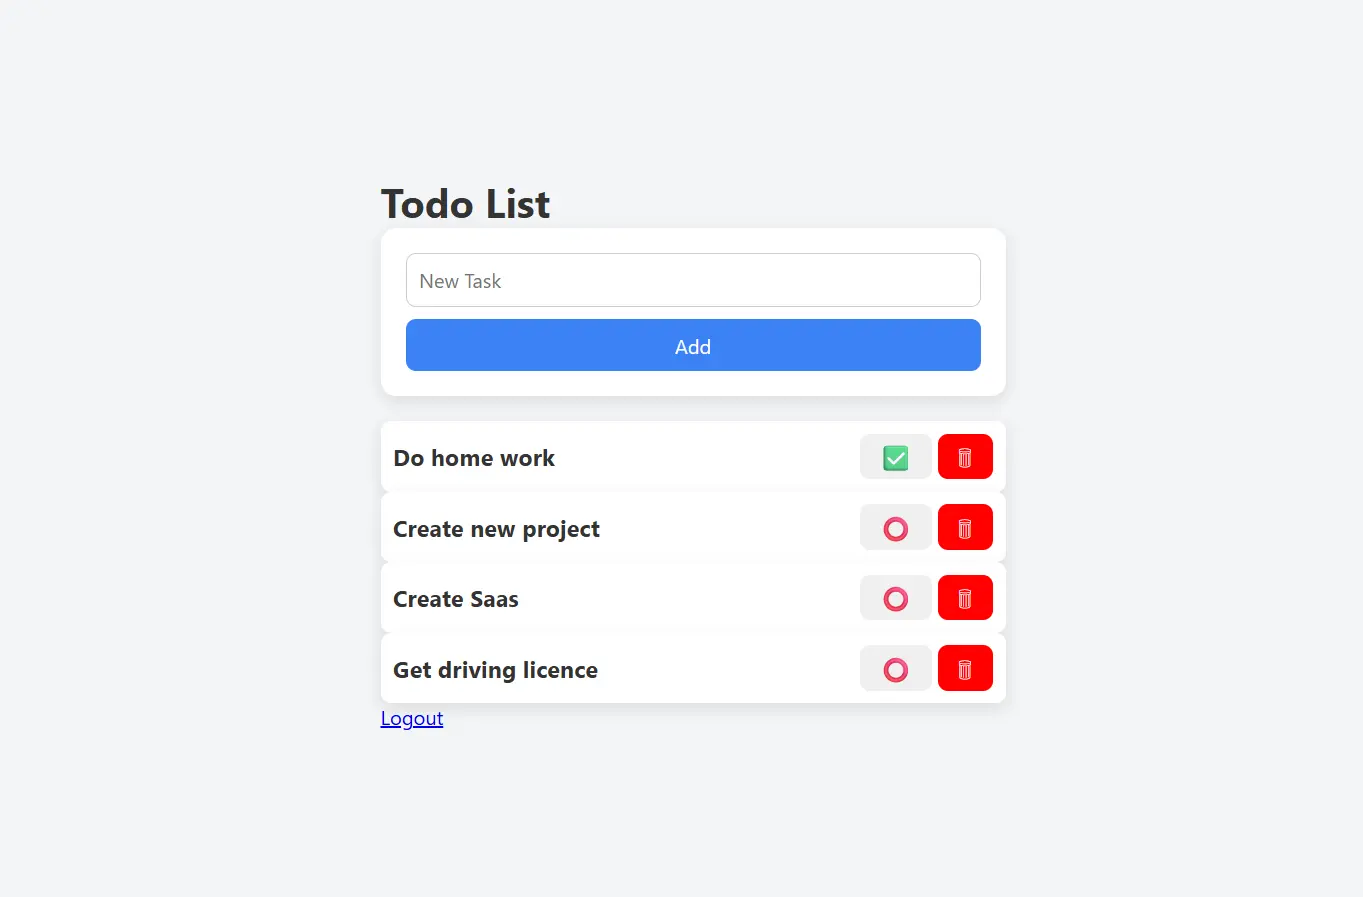 Todo List
New Task
Add
Do home work
Create new project
Create Saas
Get driving licence
Logout